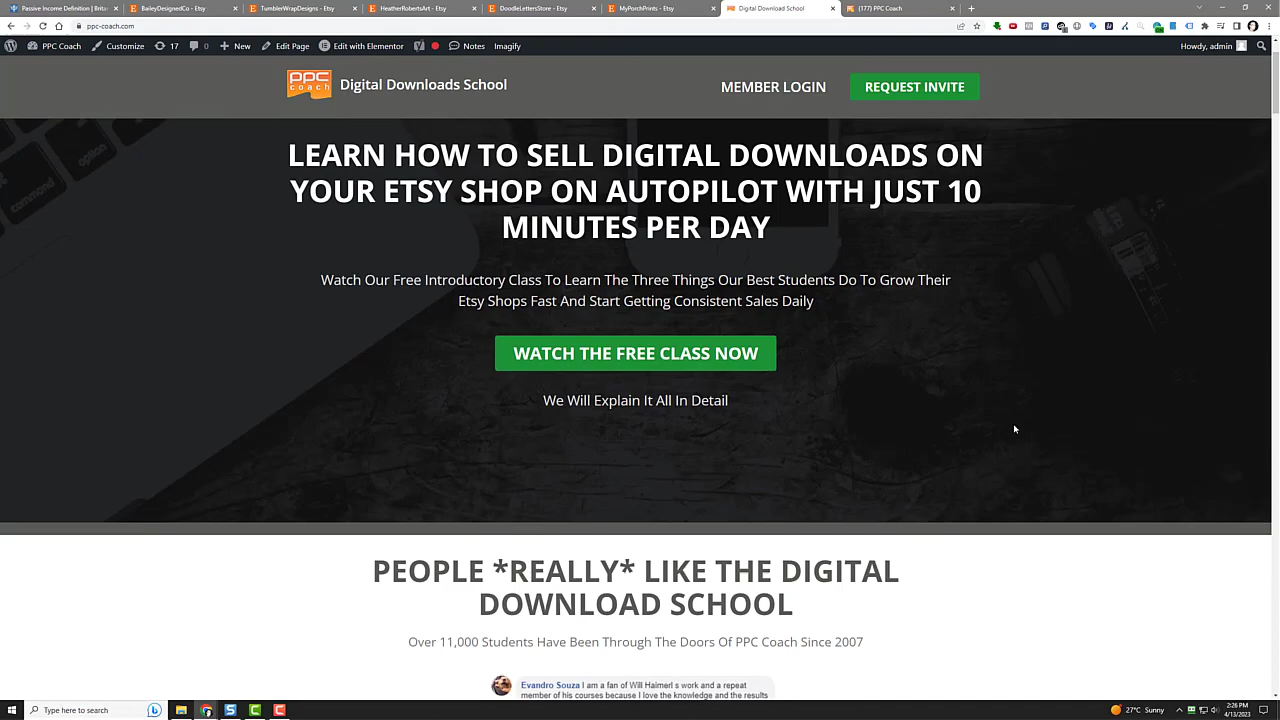 Passive Income Definition | Brita
BaileyDesignedCo - Etsy
TumblerWrapDesigns - Etsy
HeatherRobertsArt - Etsy
DoodleLettersStore - Etsy
MyPorchPrints - Etsy
Digital Download School
(177) PPC Coach
ppc-coach.com
PPC Coach
Customize
17
0
New
Edit Page
Edit with Elementor
Notes
Imagify
Howdy, admin
ppc
coach
Digital Downloads School
MEMBER LOGIN
REQUEST INVITE
option
command
LEARN HOW TO SELL DIGITAL DOWNLOADS ON
YOUR ETSY SHOP ON AUTOPILOT WITH JUST 10
MINUTES PER DAY
Watch Our Free Introductory Class To Learn The Three Things Our Best Students Do To Grow Their
Etsy Shops Fast And Start Getting Consistent Sales Daily
WATCH THE FREE CLASS NOW
We Will Explain It All In Detail
PEOPLE *REALLY* LIKE THE DIGITAL
DOWNLOAD SCHOOL
Over 11,000 Students Have Been Through The Doors Of PPC Coach Since 2007
Evandro Souza I am a fan of Will Haimerl s work and a repeat
member of his courses because I love the knowledge and the results
Type here to search
27°C Sunny
2:26 PM
4/13/2023